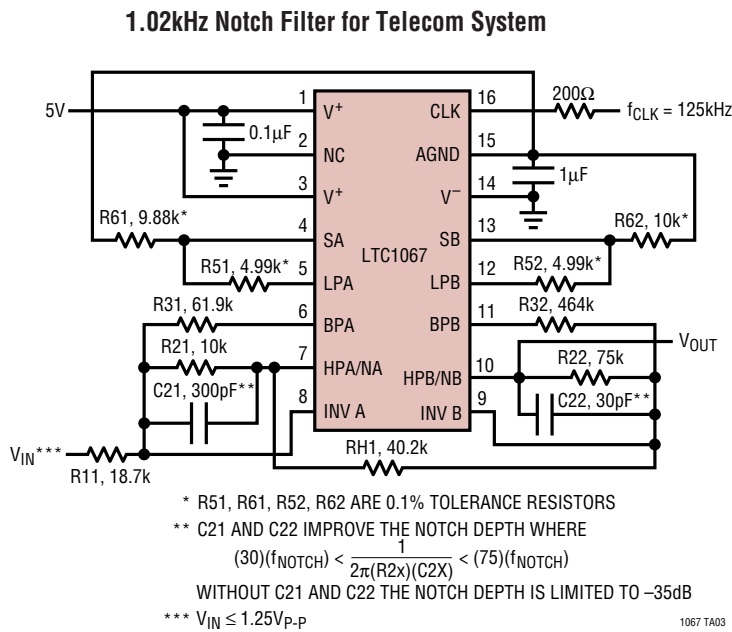 1.02kHz Notch Filter for Telecom System
5V
1
V+
0.1µF
2
NC
3
V+
R61, 9.88k*
4
SA
R51, 4.99k*
5
LPA
R31, 61.9k
6
BPA
R21, 10k
7
HPA/NA
C21, 300pF**
8
INV A
VIN***
R11, 18.7k
LTC1067
16
CLK
200Ω
fCLK = 125kHz
15
AGND
1µF
14
V–
13
SB
R62, 10k*
12
LPB
R52, 4.99k*
11
BPB
R32, 464k
VOUT
10
HPB/NB
R22, 75k
9
INV B
C22, 30pF**
RH1, 40.2k
* R51, R61, R52, R62 ARE 0.1% TOLERANCE RESISTORS
** C21 AND C22 IMPROVE THE NOTCH DEPTH WHERE
(30)(fNOTCH) < 1 / 2π(R2x)(C2X) < (75)(fNOTCH)
WITHOUT C21 AND C22 THE NOTCH DEPTH IS LIMITED TO –35dB
*** VIN ≤ 1.25VP-P
1067 TA03